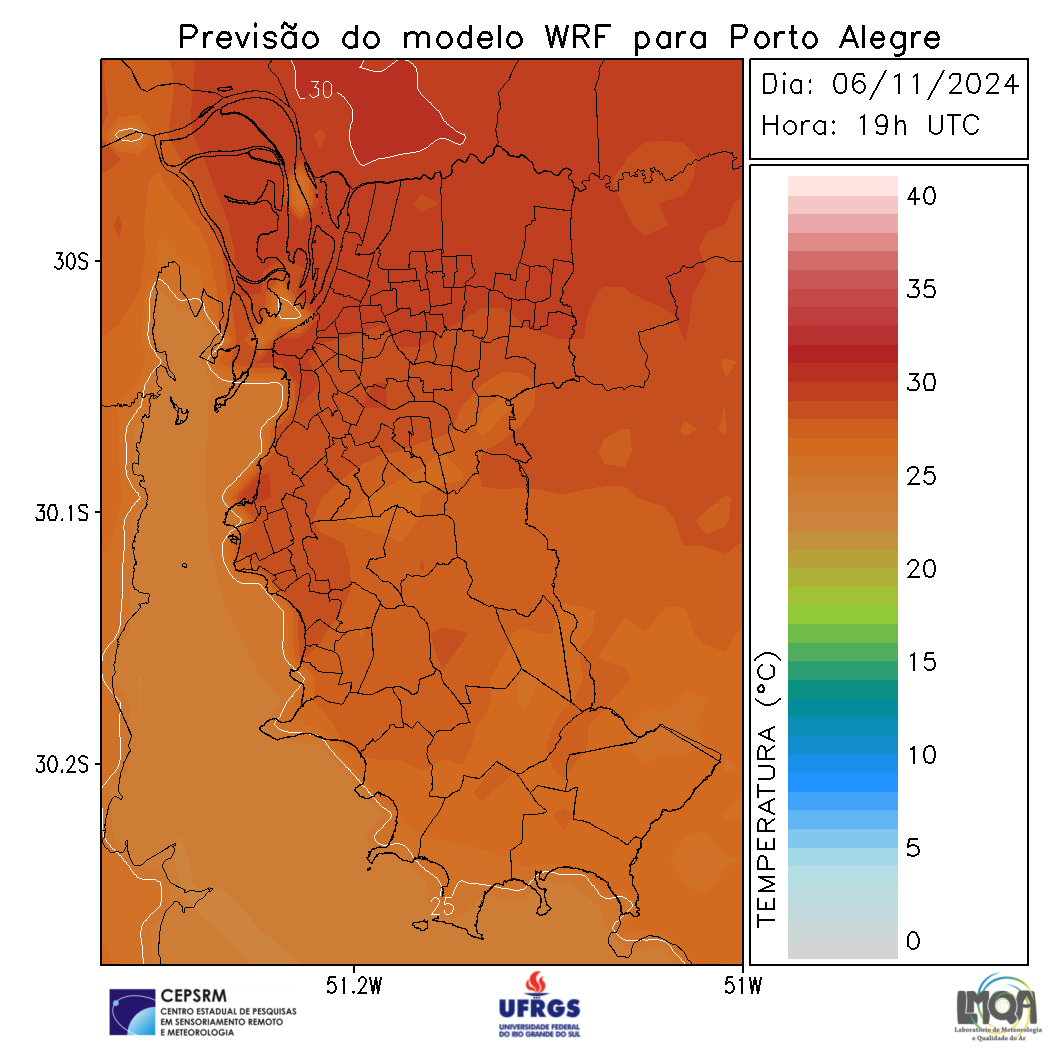 Previsão do modelo WRF para Porto Alegre
Dia: 06/11/2024
Hora: 19h UTC
30
40
35
30
25
20
15
10
5
0
TEMPERATURA (°C)
30S
30.1S
30.2S
25
51.2W
51W
CEPSRM
CENTRO ESTADUAL DE PESQUISAS
EM SENSORIAMENTO REMOTO
E METEOROLOGIA
UFRGS
UNIVERSIDADE FEDERAL
DO RIO GRANDE DO SUL
LMQA
Laboratório de Meteorologia
e Qualidade do Ar